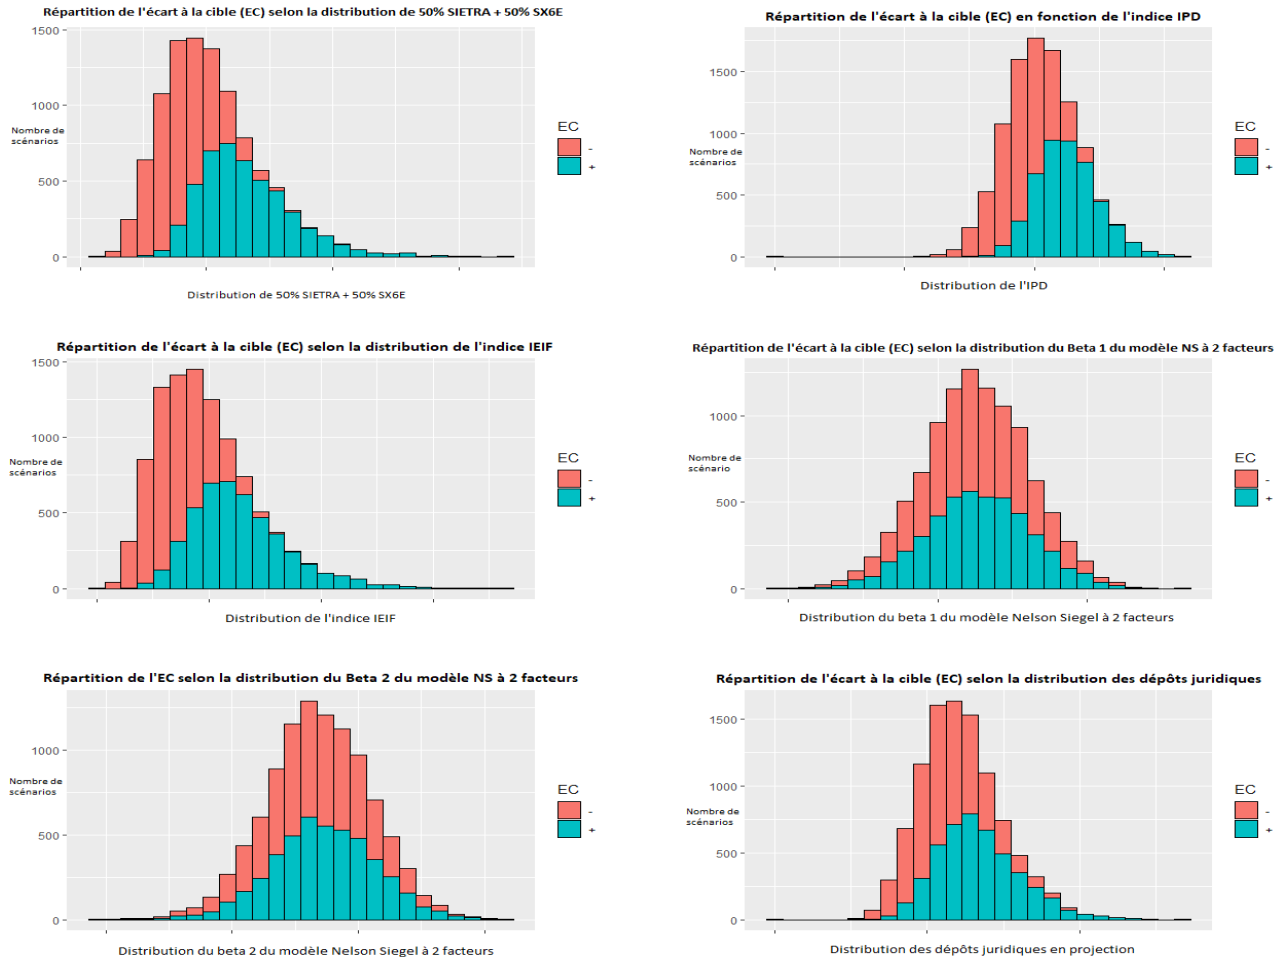 Répartition de l'écart à la cible (EC) selon la distribution de 50% SIETRA + 50% SX6E
1500
1000
Nombre de
scénarios
500
0
EC
-
+
Distribution de 50% SIETRA + 50% SX6E
Répartition de l'écart à la cible (EC) en fonction de l'indice IPD
1500
1000
Nombre de
scénarios
500
0
EC
-
+
Distribution de l'IPD
Répartition de l'écart à la cible (EC) selon la distribution de l'indice IEIF
1500
1000
Nombre de
scénarios
500
0
EC
-
+
Distribution de l'indice IEIF
Répartition de l'écart à la cible (EC) selon la distribution du Beta 1 du modèle NS à 2 facteurs
1000
Nombre de
scénario
500
0
EC
-
+
Distribution du beta 1 du modèle Nelson Siegel à 2 facteurs
Répartition de l'EC selon la distribution du Beta 2 du modèle NS à 2 facteurs
1000
Nombre de
scénarios
500
0
EC
-
+
Distribution du beta 2 du modèle Nelson Siegel à 2 facteurs
Répartition de l'écart à la cible (EC) selon la distribution des dépôts juridiques
1500
1000
Nombre de
scénarios
500
0
EC
-
+
Distribution des dépôts juridiques en projection